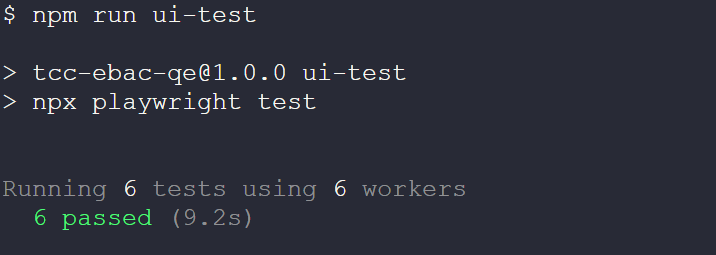 $ npm run ui-test
> tcc-ebac-qe@1.0.0 ui-test
> npx playwright test
Running 6 tests using 6 workers
6 passed (9.2s)